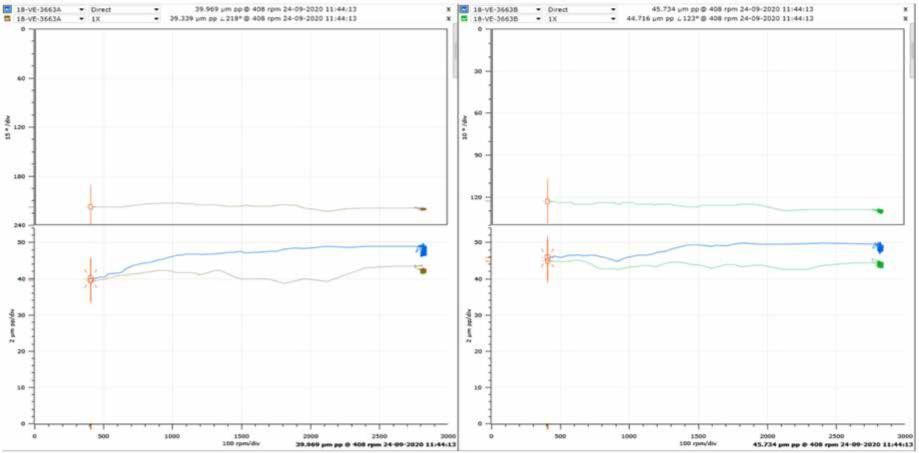 18-VE-3663A Direct 39.969 µm pp@ 408 rpm 24-09-2020 11:44:13 x
18-VE-3663A 1X 39.339 µm pp ∠218° @ 408 rpm 24-09-2020 11:44:13 x
0
60
120
180
240
15 °/div
50
40
30
20
10
0
2 µm pp/div
0 500 1000 1500 2000 2500 3000
100 rpm/div
39.969 µm pp @ 408 rpm 24-09-2020 11:44:13
18-VE-3663B Direct 45.734 µm pp@ 408 rpm 24-09-2020 11:44:13 x
18-VE-3663B 1X 44.716 µm pp ∠123° @ 408 rpm 24-09-2020 11:44:13 x
0
30
60
90
120
10 °/div
50
40
30
20
10
0
2 µm pp/div
0 500 1000 1500 2000 2500 3000
100 rpm/div
45.734 µm pp @ 408 rpm 24-09-2020 11:44:13